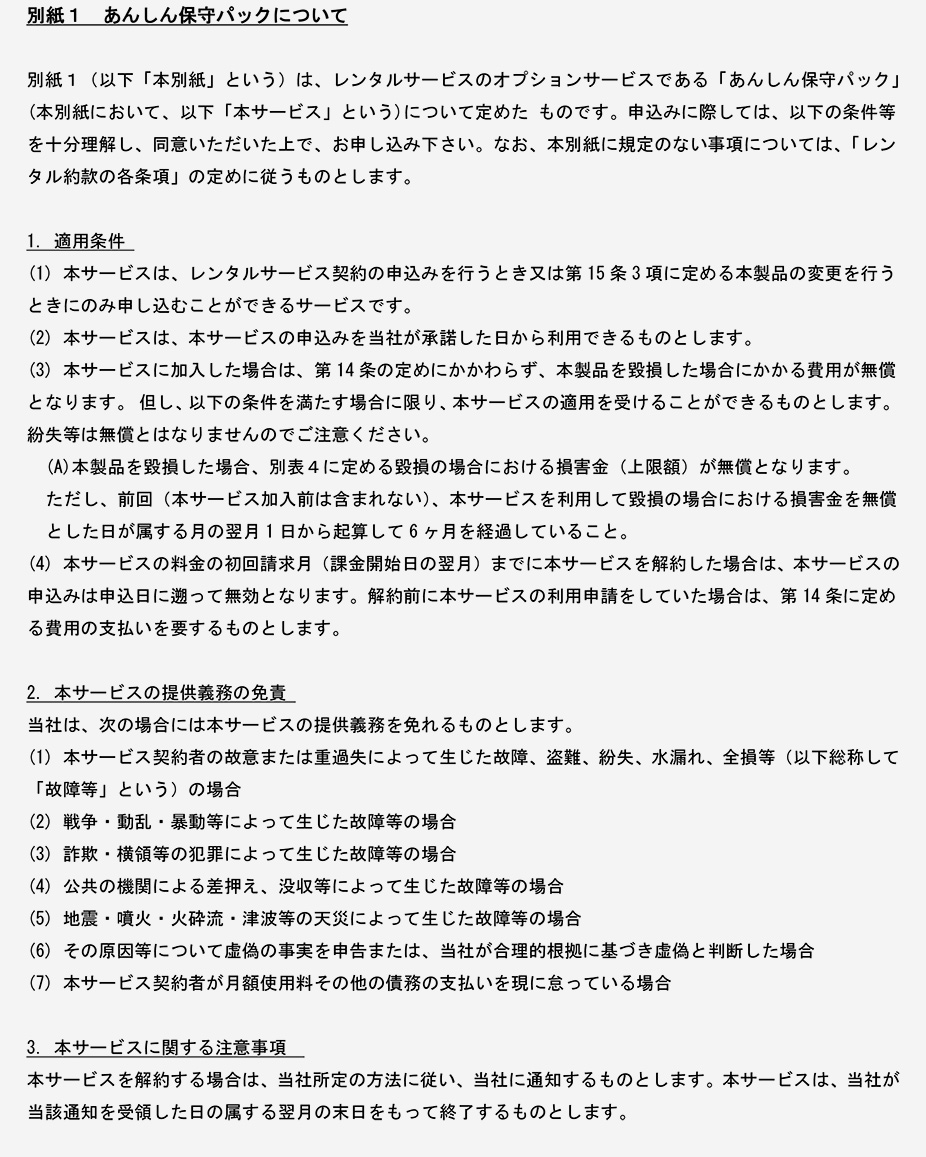 別紙１　あんしん保守パックについて
別紙１（以下「本別紙」という）は、レンタルサービスのオプションサービスである「あんしん保守パック」
(本別紙において、以下「本サービス」という)について定めた ものです。申込みに際しては、以下の条件等
を十分理解し、同意いただいた上で、お申し込み下さい。なお、本別紙に規定のない事項については、「レン
タル約款の各条項」の定めに従うものとします。
1. 適用条件
(1) 本サービスは、レンタルサービス契約の申込みを行うとき又は第 15 条 3 項に定める本製品の変更を行う
ときにのみ申し込むことができるサービスです。
(2) 本サービスは、本サービスの申込みを当社が承諾した日から利用できるものとします。
(3) 本サービスに加入した場合は、第 14 条の定めにかかわらず、本製品を毀損した場合にかかる費用が無償
となります。 但し、以下の条件を満たす場合に限り、本サービスの適用を受けることができるものとします。
紛失等は無償とはなりませんのでご注意ください。
(A)本製品を毀損した場合、別表４に定める毀損の場合における損害金（上限額）が無償となります。
ただし、前回（本サービス加入前は含まれない）、本サービスを利用して毀損の場合における損害金を無償
とした日が属する月の翌月 1 日から起算して 6 ヶ月を経過していること。
(4) 本サービスの料金の初回請求月（課金開始日の翌月）までに本サービスを解約した場合は、本サービスの
申込みは申込日に遡って無効となります。解約前に本サービスの利用申請をしていた場合は、第 14 条に定め
る費用の支払いを要するものとします。
2. 本サービスの提供義務の免責
当社は、次の場合には本サービスの提供義務を免れるものとします。
(1) 本サービス契約者の故意または重過失によって生じた故障、盗難、紛失、水漏れ、全損等（以下総称して
「故障等」という）の場合
(2) 戦争・動乱・暴動等によって生じた故障等の場合
(3) 詐欺・横領等の犯罪によって生じた故障等の場合
(4) 公共の機関による差押え、没収等によって生じた故障等の場合
(5) 地震・噴火・火砕流・津波等の天災によって生じた故障等の場合
(6) その原因等について虚偽の事実を申告または、当社が合理的根拠に基づき虚偽と判断した場合
(7) 本サービス契約者が月額使用料その他の債務の支払いを現に怠っている場合
3. 本サービスに関する注意事項
本サービスを解約する場合は、当社所定の方法に従い、当社に通知するものとします。本サービスは、当社が
当該通知を受領した日の属する翌月の末日をもって終了するものとします。